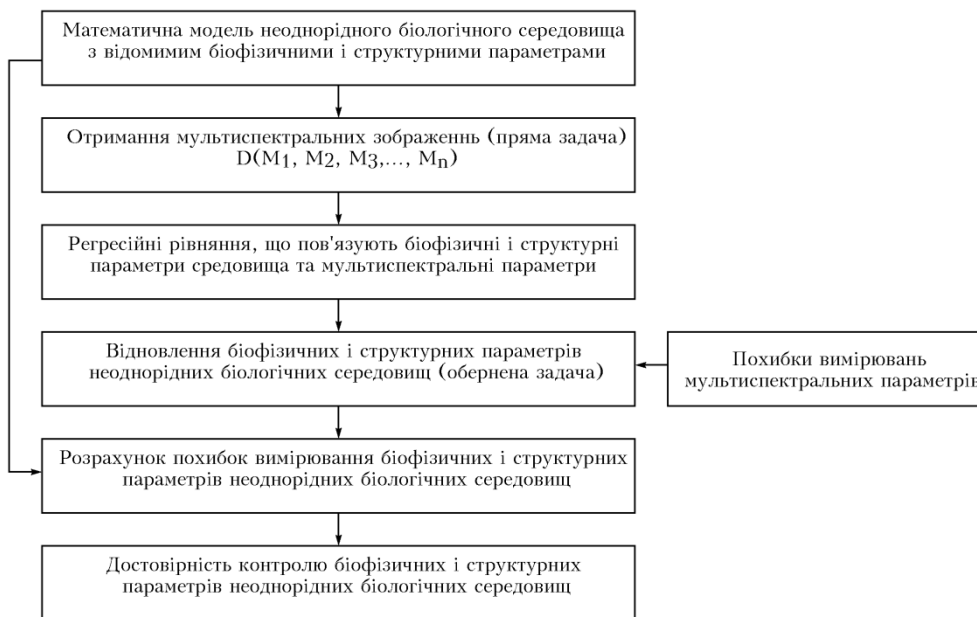 Математична модель неоднорідного біологічного середовища
з відомимим біофізичними і структурними параметрами
Отримання мультиспектральних зображеннь (пряма задача)
D(M₁, M₂, M₃,..., Mₙ)
Регресійні рівняння, що пов'язують біофізичні і структурні
параметри средовища та мультиспектральні параметри
Відновлення біофізичних і структурних параметрів
неоднорідних біологічних середовищ (обернена задача)
Похибки вимірювань
мультиспектральних параметрів
Розрахунок похибок вимірювання біофізичних і структурних
параметрів неоднорідних біологічних середовищ
Достовірність контролю біофізичних і структурних
параметрів неоднорідних біологічних середовищ